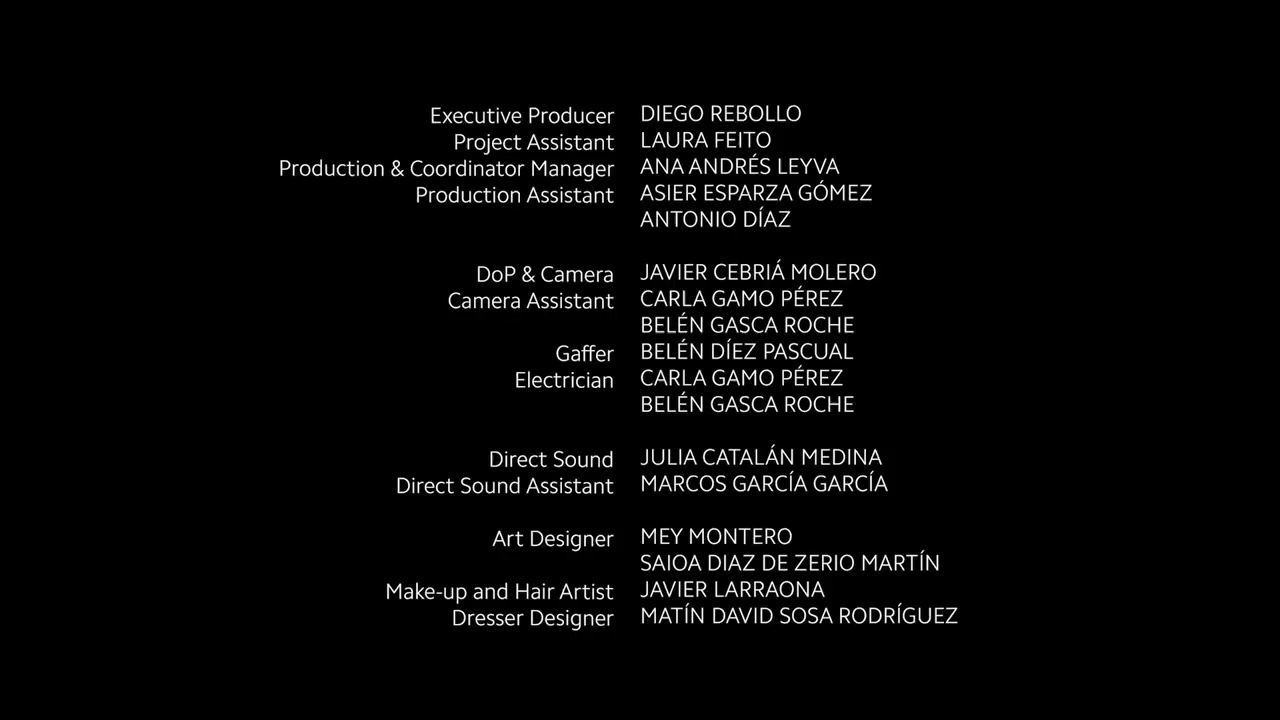 Executive Producer DIEGO REBOLLO
Project Assistant LAURA FEITO
Production & Coordinator Manager ANA ANDRÉS LEYVA
Production Assistant ASIER ESPARZA GÓMEZ
ANTONIO DÍAZ
DoP & Camera JAVIER CEBRIÁ MOLERO
Camera Assistant CARLA GAMO PÉREZ
BELÉN GASCA ROCHE
Gaffer BELÉN DÍEZ PASCUAL
Electrician CARLA GAMO PÉREZ
BELÉN GASCA ROCHE
Direct Sound JULIA CATALÁN MEDINA
Direct Sound Assistant MARCOS GARCÍA GARCÍA
Art Designer MEY MONTERO
SAIOA DIAZ DE ZERIO MARTÍN
Make-up and Hair Artist JAVIER LARRAONA
Dresser Designer MATÍN DAVID SOSA RODRÍGUEZ